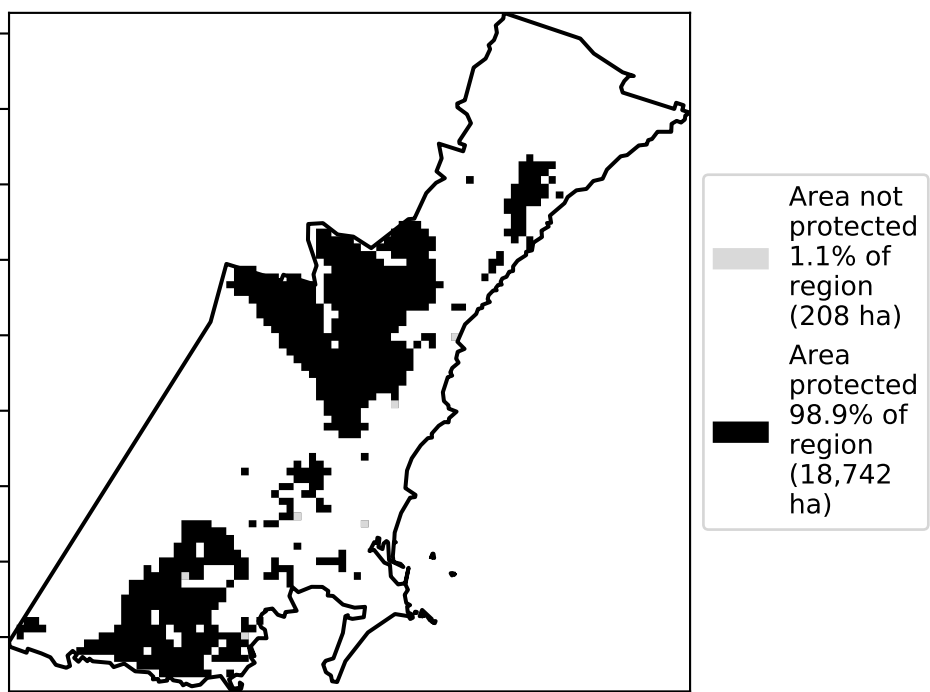 Area not
protected
1.1% of
region
(208 ha)
Area
protected
98.9% of
region
(18,742
ha)